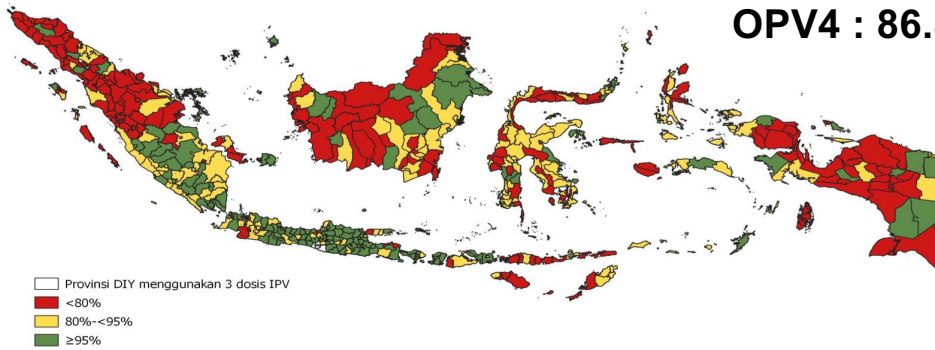 OPV4 : 86.
Provinsi DIY menggunakan 3 dosis IPV
<80%
80%-<95%
≥95%